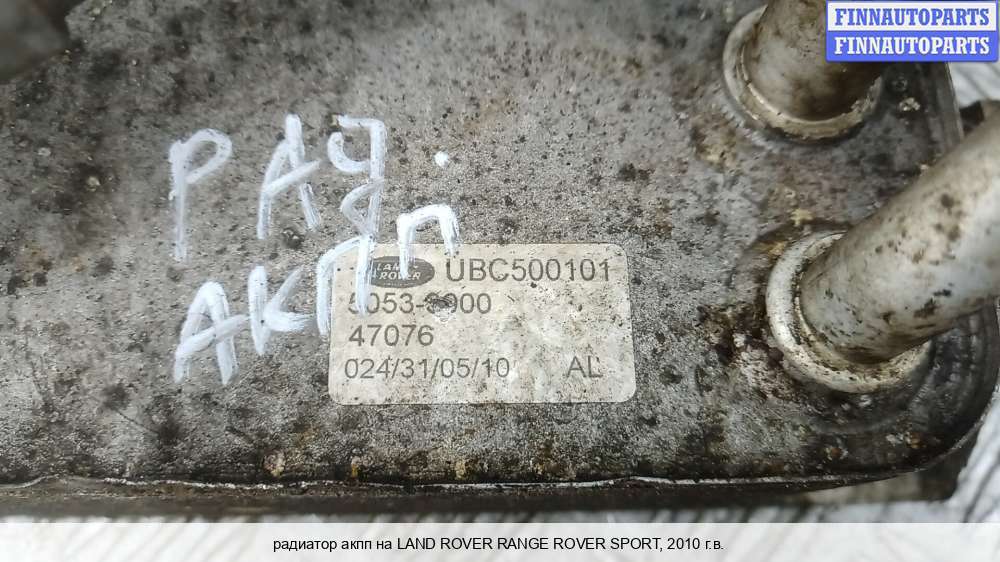 FINNAUTOPARTS
FINNAUTOPARTS
РАД.
АКПП
LAND ROVER UBC500101
47076
024/31/05/10 AL
радиатор акпп на LAND ROVER RANGE ROVER SPORT, 2010 г.в.